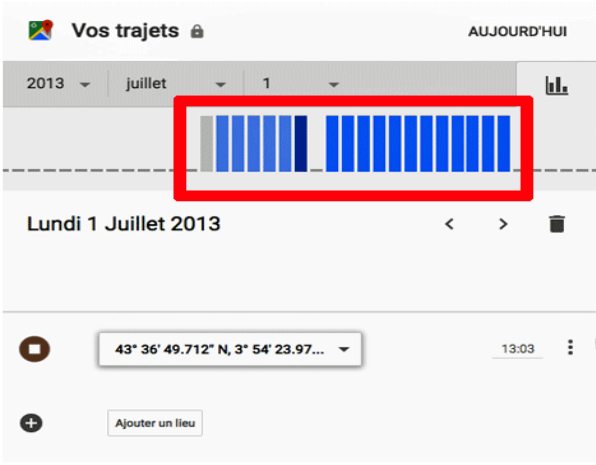 Vos trajets
AUJOURD'HUI
2013 juillet 1
Lundi 1 Juillet 2013
43° 36' 49.712" N, 3° 54' 23.97... 13:03
Ajouter un lieu